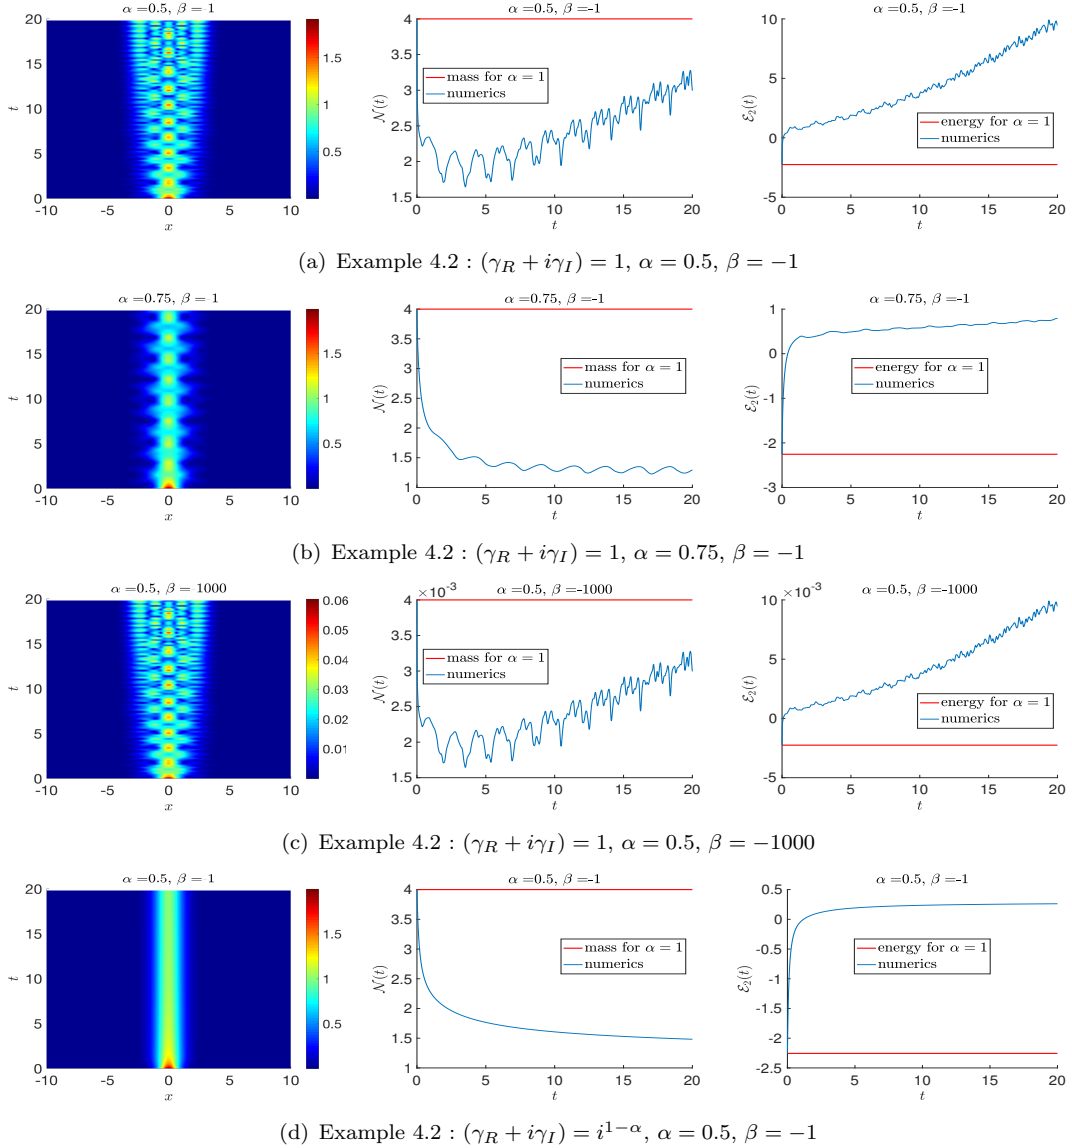 α =0.5, β = -1
α =0.5, β =-1
α =0.5, β =-1
20
15
10
5
0
t
-10 -5 0 5 10
x
1.5
1
0.5
4
3.5
3
2.5
2
1.5
𝒩(t)
mass for α = 1
numerics
0 5 10 15 20
t
10
5
0
-5
ℰ₂(t)
energy for α = 1
numerics
0 5 10 15 20
t
(a) Example 4.2 : (γ_R + iγ_I) = 1, α = 0.5, β = −1
α =0.75, β = -1
α =0.75, β =-1
α =0.75, β =-1
20
15
10
5
0
t
-10 -5 0 5 10
x
1.5
1
0.5
4
3.5
3
2.5
2
1.5
1
𝒩(t)
mass for α = 1
numerics
0 5 10 15 20
t
1
0
-1
-2
-3
ℰ₂(t)
energy for α = 1
numerics
0 5 10 15 20
t
(b) Example 4.2 : (γ_R + iγ_I) = 1, α = 0.75, β = −1
α =0.5, β = -1000
α =0.5, β =-1000
α =0.5, β =-1000
20
15
10
5
0
t
-10 -5 0 5 10
x
0.06
0.05
0.04
0.03
0.02
0.01
×10⁻³
4
3.5
3
2.5
2
1.5
𝒩(t)
mass for α = 1
numerics
0 5 10 15 20
t
×10⁻³
10
5
0
-5
ℰ₂(t)
energy for α = 1
numerics
0 5 10 15 20
t
(c) Example 4.2 : (γ_R + iγ_I) = 1, α = 0.5, β = −1000
α =0.5, β = -1
α =0.5, β =-1
α =0.5, β =-1
20
15
10
5
0
t
-10 -5 0 5 10
x
1.5
1
0.5
4
3.5
3
2.5
2
1.5
1
𝒩(t)
mass for α = 1
numerics
0 5 10 15 20
t
0.5
0
-0.5
-1
-1.5
-2
-2.5
ℰ₂(t)
energy for α = 1
numerics
0 5 10 15 20
t
(d) Example 4.2 : (γ_R + iγ_I) = i^{1−α}, α = 0.5, β = −1